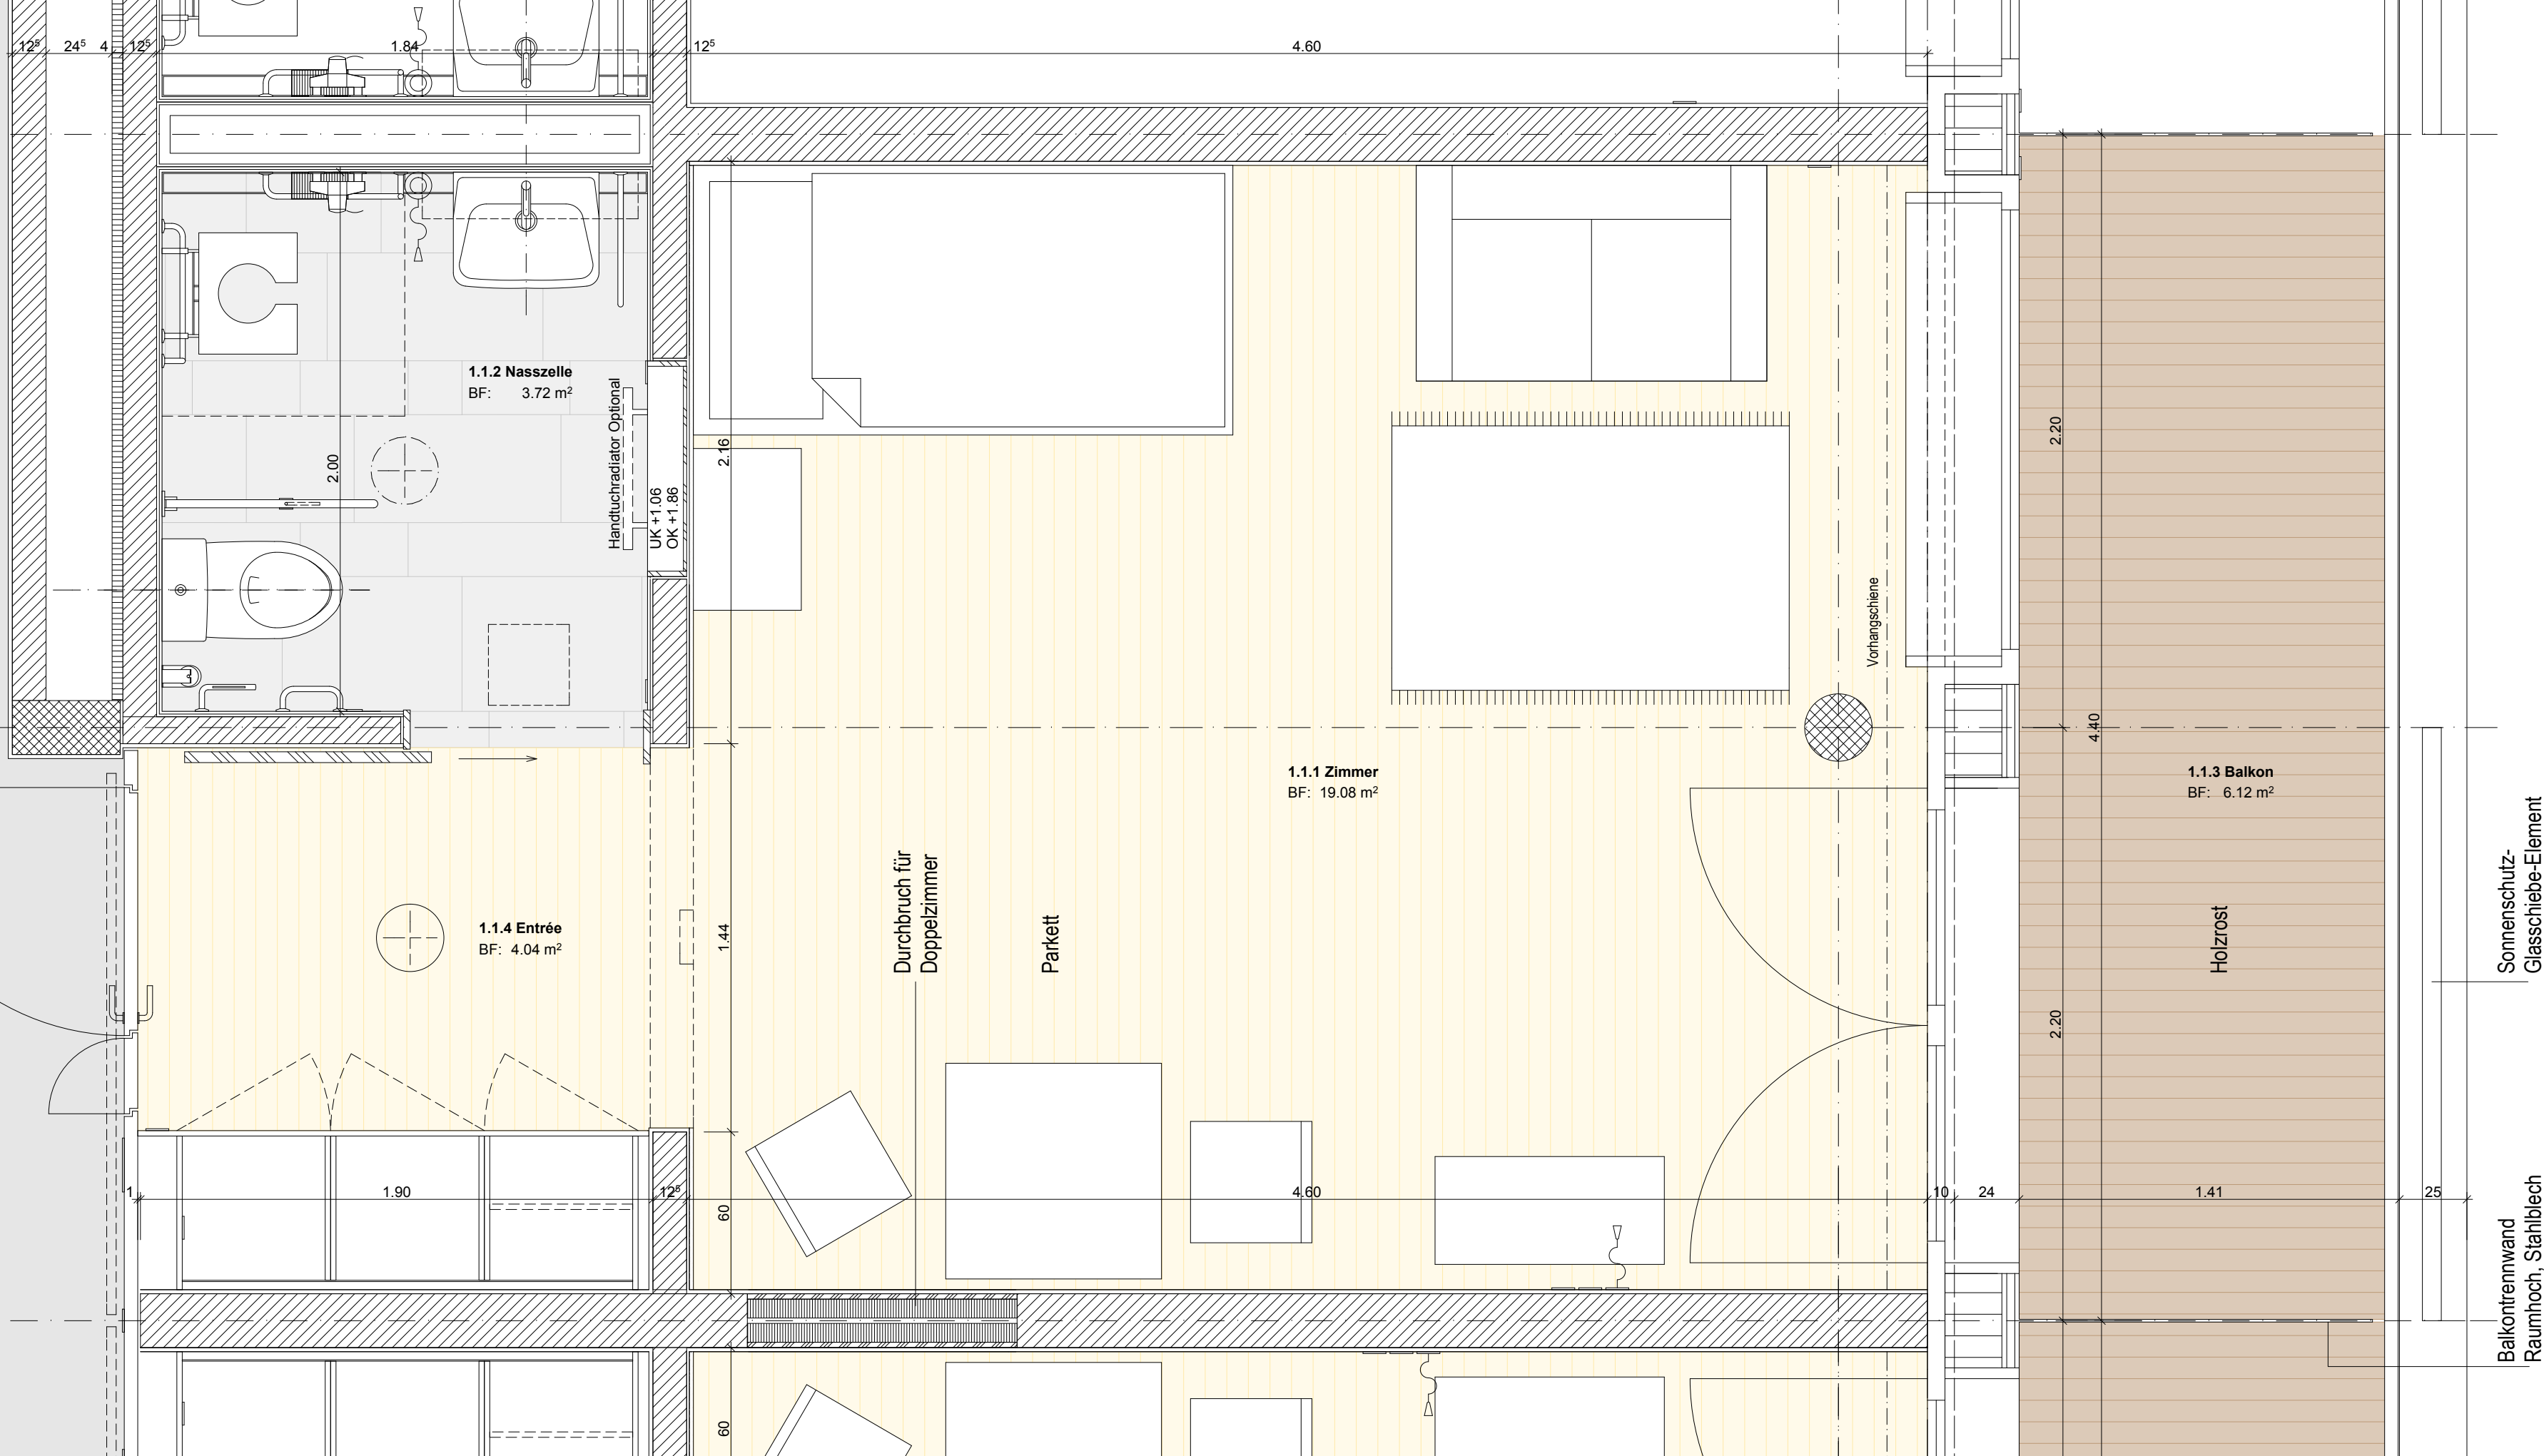 12⁵
24⁵
4
12⁵
1.84
12⁵
4.60
1.1.2 Nasszelle
BF: 3.72 m²
Handtuchradiator Optional
UK +1.06
OK +1.86
2.00
2.16
2.20
Vorhangschiene
4.40
1.1.1 Zimmer
BF: 19.08 m²
1.1.3 Balkon
BF: 6.12 m²
1.1.4 Entrée
BF: 4.04 m²
1.44
Durchbruch für
Doppelzimmer
Parkett
Holzrost
Sonnenschutz-
Glasschiebe-Element
2.20
1
1.90
12⁵
4.60
10
24
1.41
25
60
Balkontrennwand
Raumhoch, Stahlblech
60